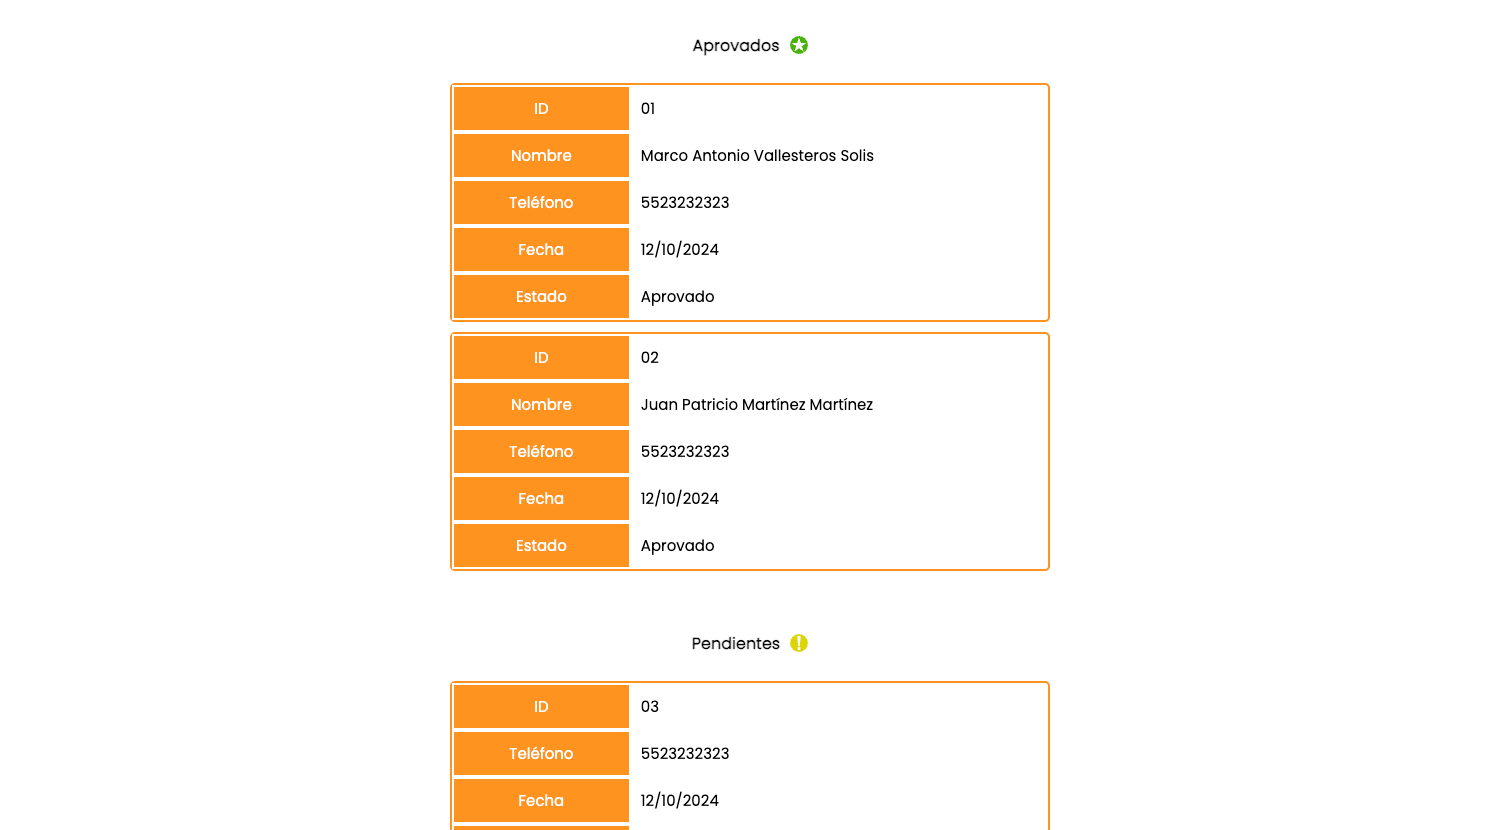 Aprovados
ID 01
Nombre Marco Antonio Vallesteros Solis
Teléfono 5523232323
Fecha 12/10/2024
Estado Aprovado
ID 02
Nombre Juan Patricio Martínez Martínez
Teléfono 5523232323
Fecha 12/10/2024
Estado Aprovado
Pendientes
ID 03
Teléfono 5523232323
Fecha 12/10/2024